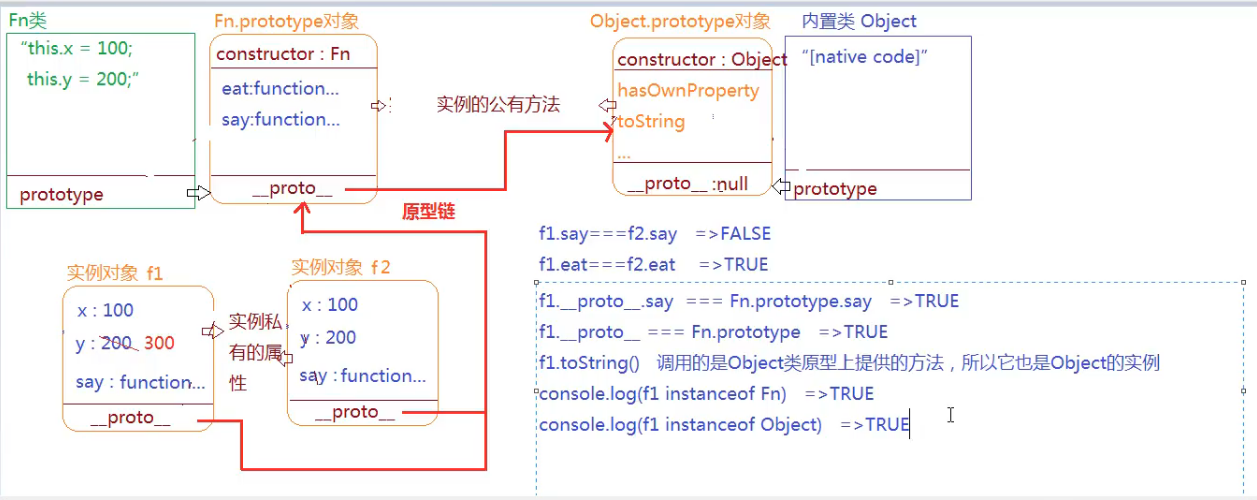 Fn类
“this.x = 100;
this.y = 200;”
prototype
Fn.prototype对象
constructor : Fn
eat:function...
say:function...
__proto__
实例的公有方法
Object.prototype对象
constructor : Object
hasOwnProperty
toString
...
__proto__ :null
内置类 Object
“[native code]”
prototype
原型链
实例对象 f1
x : 100
y : 200 300
say : function...
__proto__
实例私
有的属
性
实例对象 f2
x : 100
y : 200
say : function...
__proto__
f1.say===f2.say =>FALSE
f1.eat===f2.eat =>TRUE
f1.__proto__.say === Fn.prototype.say =>TRUE
f1.__proto__ === Fn.prototype =>TRUE
f1.toString() 调用的是Object类原型上提供的方法，所以它也是Object的实例
console.log(f1 instanceof Fn) =>TRUE
console.log(f1 instanceof Object) =>TRUE